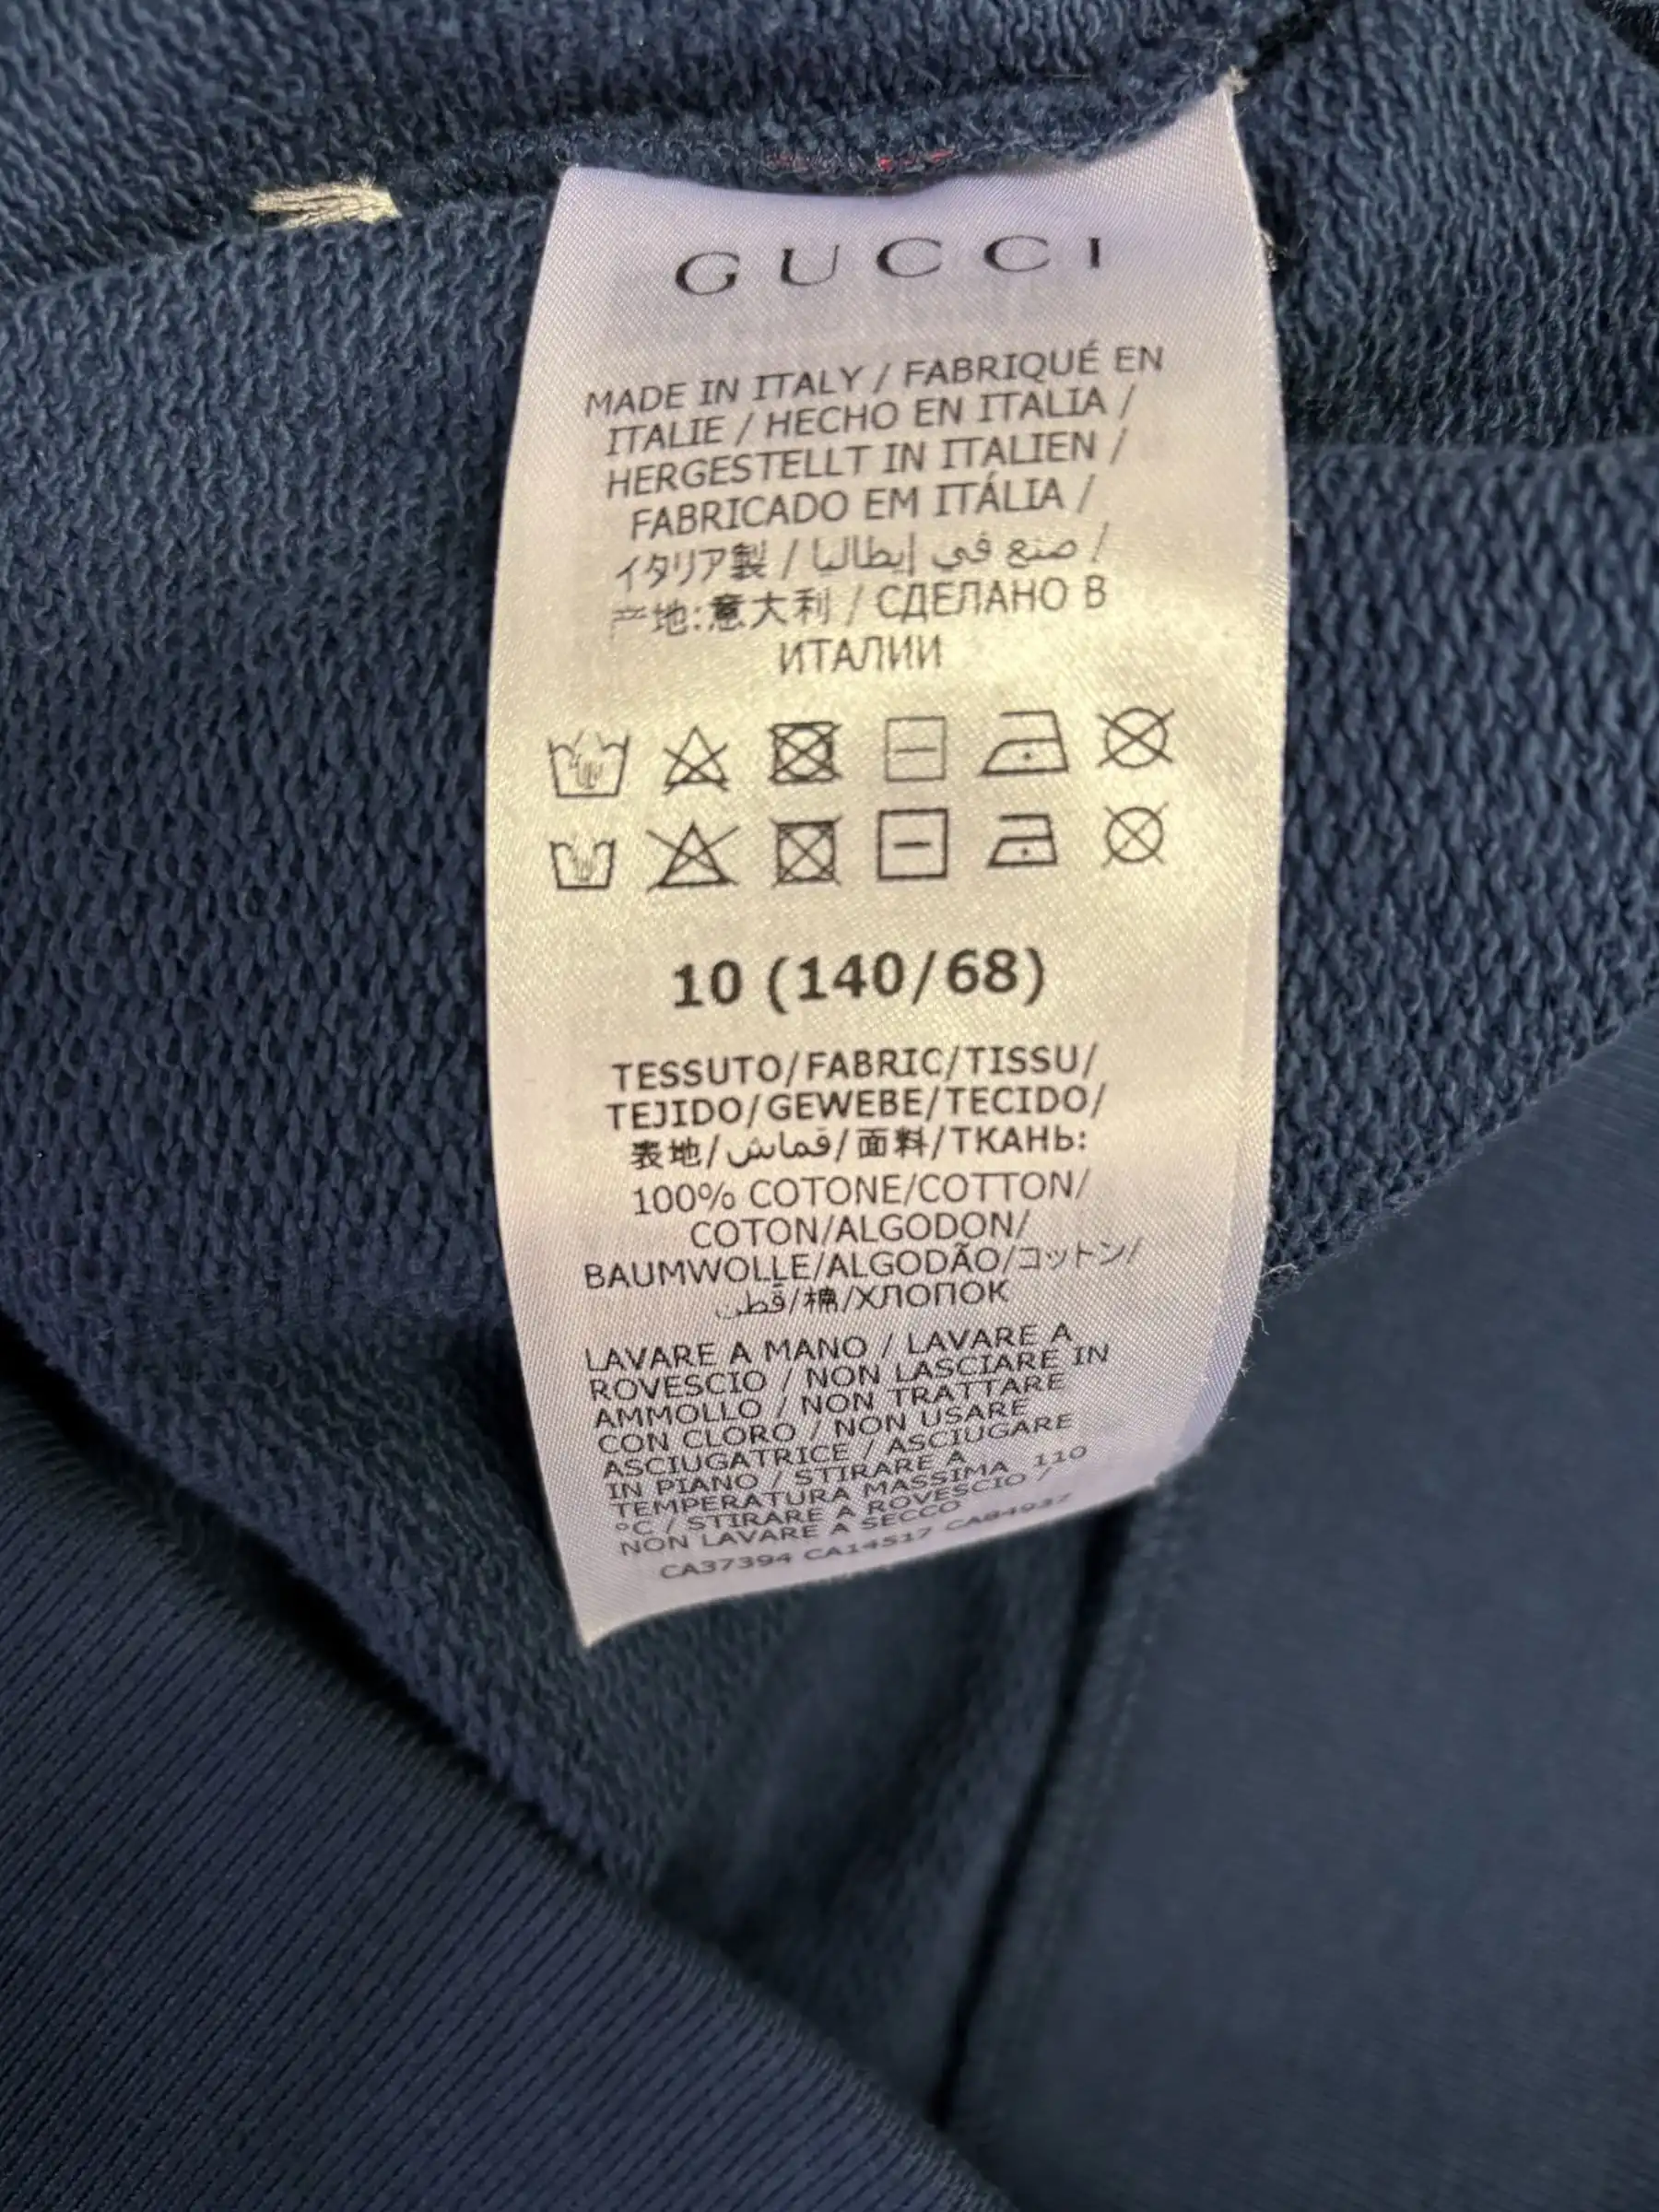 GUCCI
MADE IN ITALY / FABRIQUÉ EN
ITALIE / HECHO EN ITALIA /
HERGESTELLT IN ITALIEN /
FABRICADO EM ITÁLIA /
イタリア製 / صنع في إيطاليا /
产地:意大利 / СДЕЛАНО В
ИТАЛИИ
10 (140/68)
TESSUTO/FABRIC/TISSU/
TEJIDO/GEWEBE/TECIDO/
表地/قماش/面料/ТКАНЬ:
100% COTONE/COTTON/
COTON/ALGODON/
BAUMWOLLE/ALGODÃO/コットン/
قطن/棉/ХЛОПОК
LAVARE A MANO / LAVARE A
ROVESCIO / NON LASCIARE IN
AMMOLLO / NON TRATTARE
CON CLORO / NON USARE
ASCIUGATRICE / ASCIUGARE
IN PIANO / STIRARE A
TEMPERATURA MASSIMA 110
°C / STIRARE A ROVESCIO /
NON LAVARE A SECCO
CA37394 CA14517 CA84937